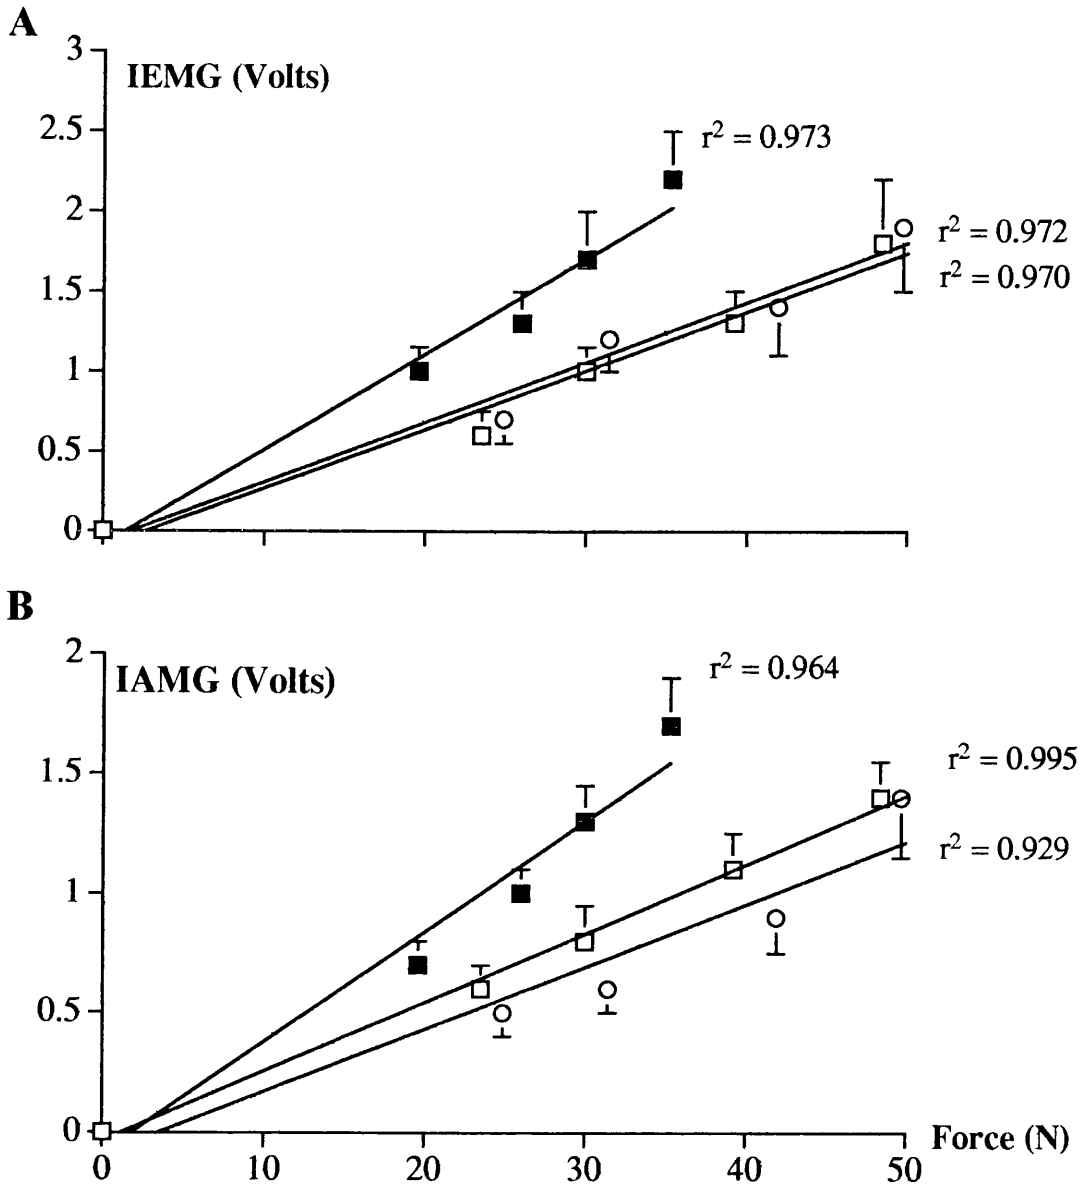 A
3
IEMG (Volts)
2.5
r² = 0.973
2
r² = 0.972
r² = 0.970
1.5
1
0.5
0
B
2
IAMG (Volts)
r² = 0.964
1.5
r² = 0.995
r² = 0.929
1
0.5
0
Force (N)
0 10 20 30 40 50